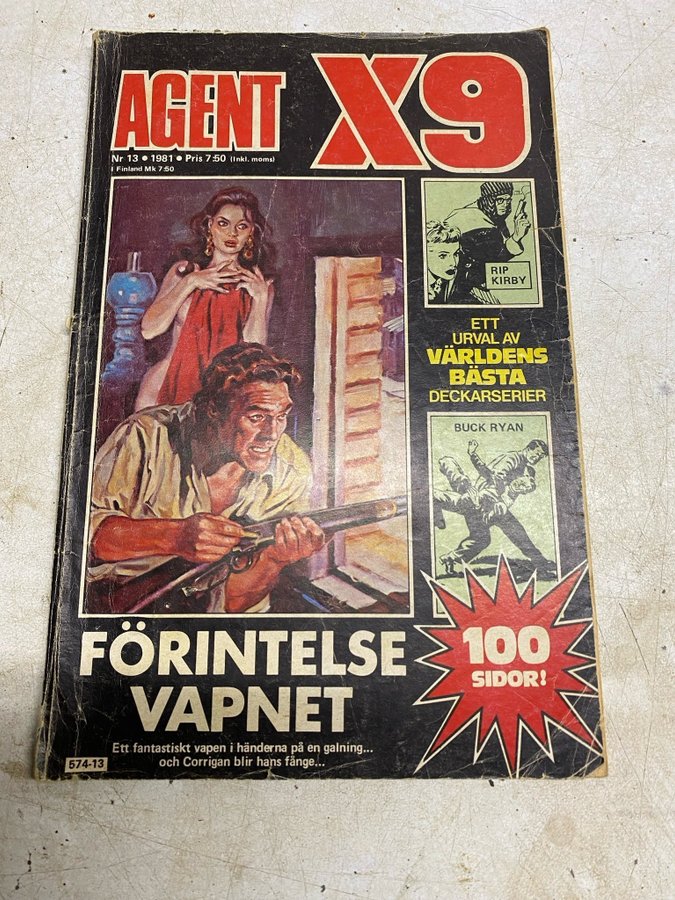 AGENT X9
Nr 13 • 1981 • Pris 7:50 (Inkl. moms)
I Finland Mk 7:50
RIP
KIRBY
ETT
URVAL AV
VÄRLDENS
BÄSTA
DECKARSERIER
BUCK RYAN
100
SIDOR!
FÖRINTELSE
VAPNET
Ett fantastiskt vapen i händerna på en galning...
och Corrigan blir hans fånge...
574-13